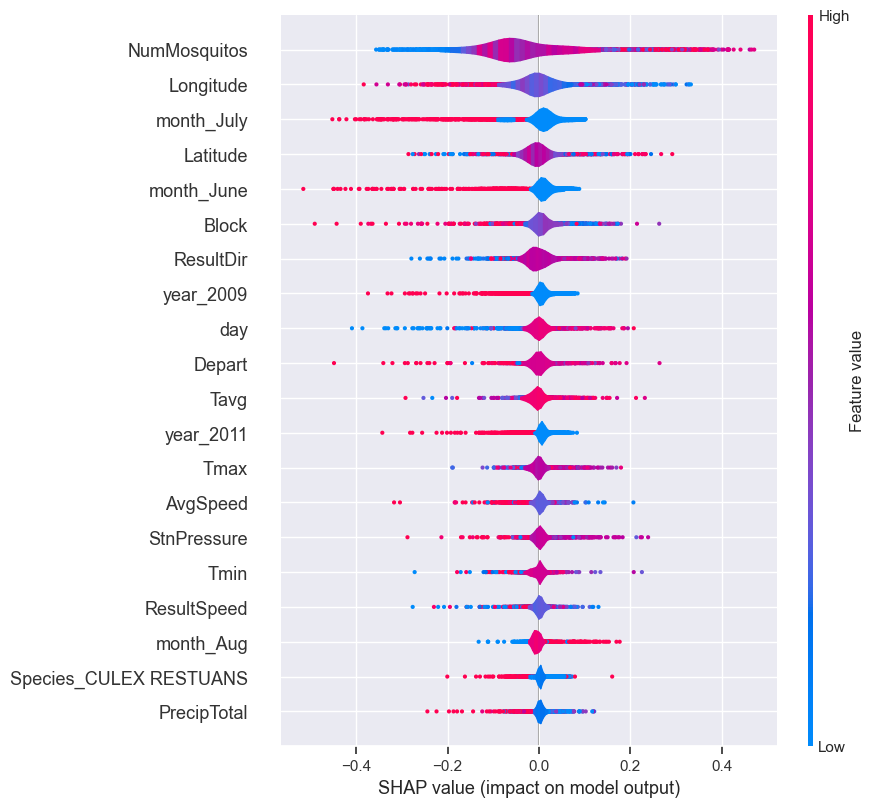 High
NumMosquitos
Longitude
month_July
Latitude
month_June
Block
ResultDir
year_2009
day
Depart
Tavg
year_2011
Tmax
AvgSpeed
StnPressure
Tmin
ResultSpeed
month_Aug
Species_CULEX RESTUANS
PrecipTotal
Feature value
Low
−0.4 −0.2 0.0 0.2 0.4
SHAP value (impact on model output)